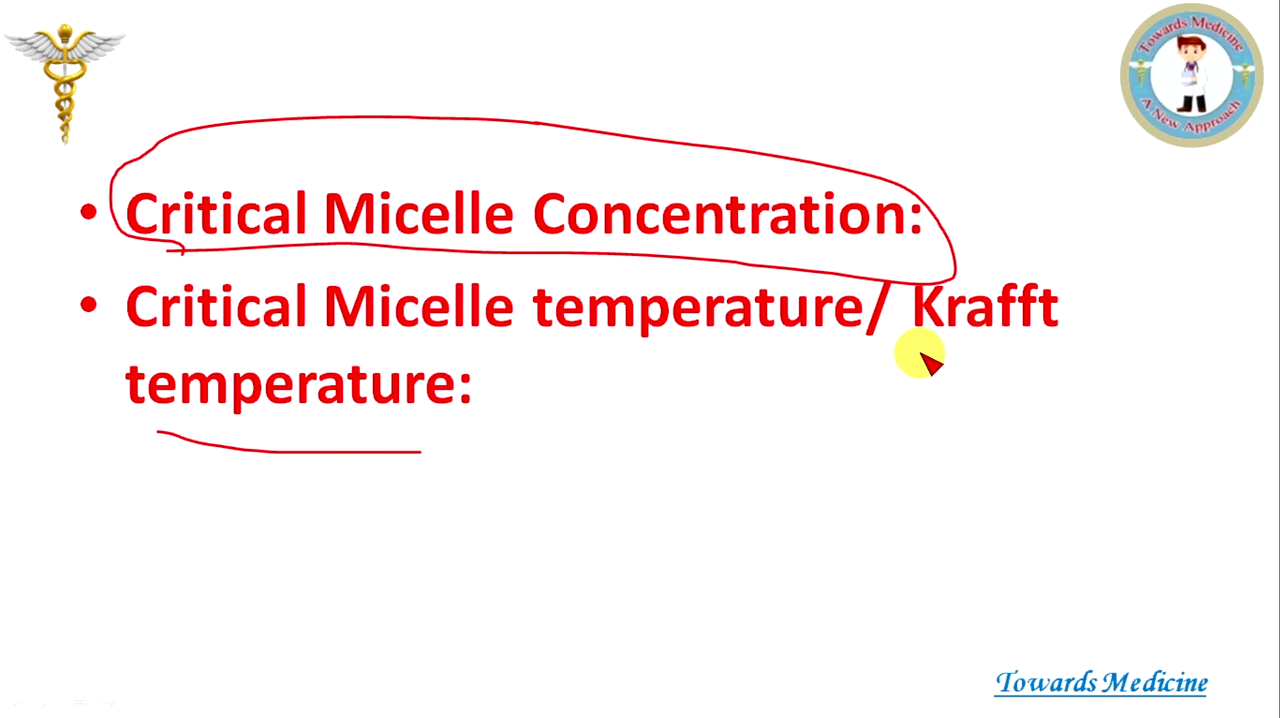 Towards Medicine
A New Approach
• Critical Micelle Concentration:
• Critical Micelle temperature/ Krafft
temperature:
Towards Medicine